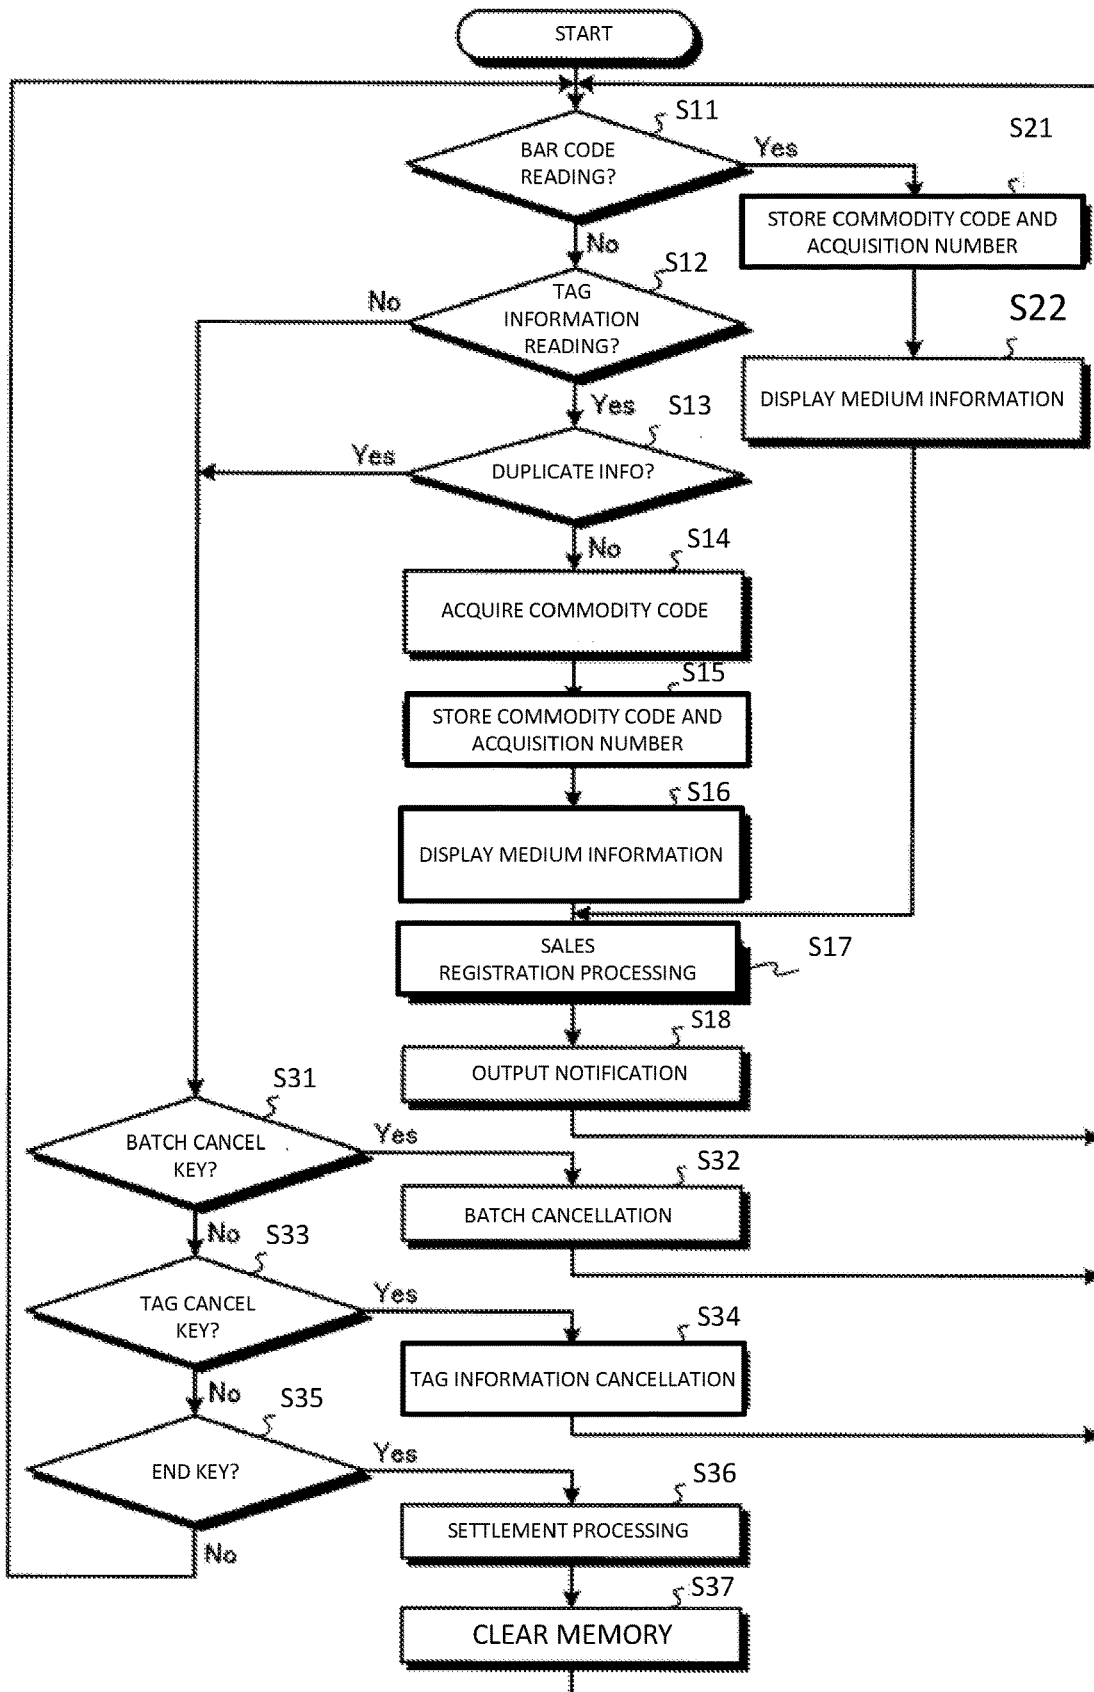 START
S11
BAR CODE
READING?
Yes
S21
STORE COMMODITY CODE AND
ACQUISITION NUMBER
No
S12
TAG
INFORMATION
READING?
No
S22
DISPLAY MEDIUM INFORMATION
Yes
S13
DUPLICATE INFO?
Yes
No
S14
ACQUIRE COMMODITY CODE
S15
STORE COMMODITY CODE AND
ACQUISITION NUMBER
S16
DISPLAY MEDIUM INFORMATION
SALES
REGISTRATION PROCESSING
S17
S18
OUTPUT NOTIFICATION
S31
BATCH CANCEL
KEY?
Yes
S32
BATCH CANCELLATION
No
S33
TAG CANCEL
KEY?
Yes
S34
TAG INFORMATION CANCELLATION
No
S35
END KEY?
Yes
S36
SETTLEMENT PROCESSING
No
S37
CLEAR MEMORY